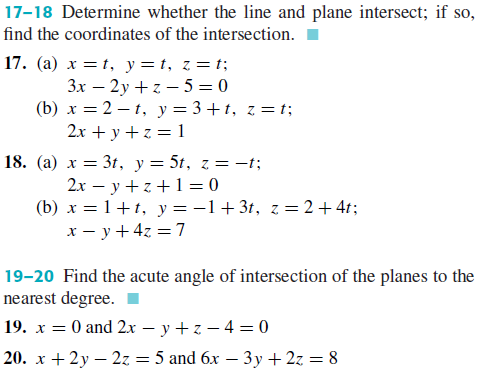 17–18 Determine whether the line and plane intersect; if so,
find the coordinates of the intersection.
17. (a) x = t, y = t, z = t;
3x − 2y + z − 5 = 0
(b) x = 2 − t, y = 3 + t, z = t;
2x + y + z = 1
18. (a) x = 3t, y = 5t, z = −t;
2x − y + z + 1 = 0
(b) x = 1 + t, y = −1 + 3t, z = 2 + 4t;
x − y + 4z = 7
19–20 Find the acute angle of intersection of the planes to the
nearest degree.
19. x = 0 and 2x − y + z − 4 = 0
20. x + 2y − 2z = 5 and 6x − 3y + 2z = 8